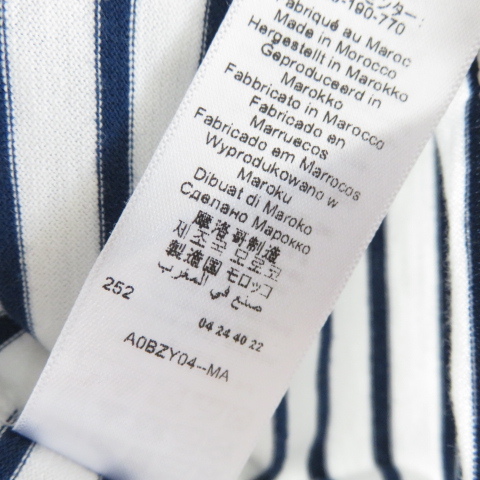 ンター:
-190-770
Fabriqué au Maroc
Made in Morocco
Hergestellt in Marokko
Geproduceerd in
Marokko
Fabbricato in Marocco
Fabricado en
Marruecos
Fabricado em Marrocos
Wyprodukowano w
Maroku
Dibuat di Maroko
Сделано Марокко
摩洛哥制造
제조국 모로코
製造国 モロッコ
صنع في المغرب
252
04 24 40 22
A0BZY04--MA